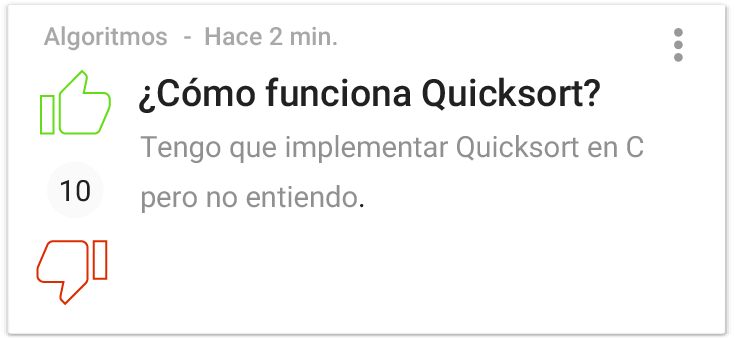 Algoritmos - Hace 2 min.
¿Cómo funciona Quicksort?
Tengo que implementar Quicksort en C
10
pero no entiendo.